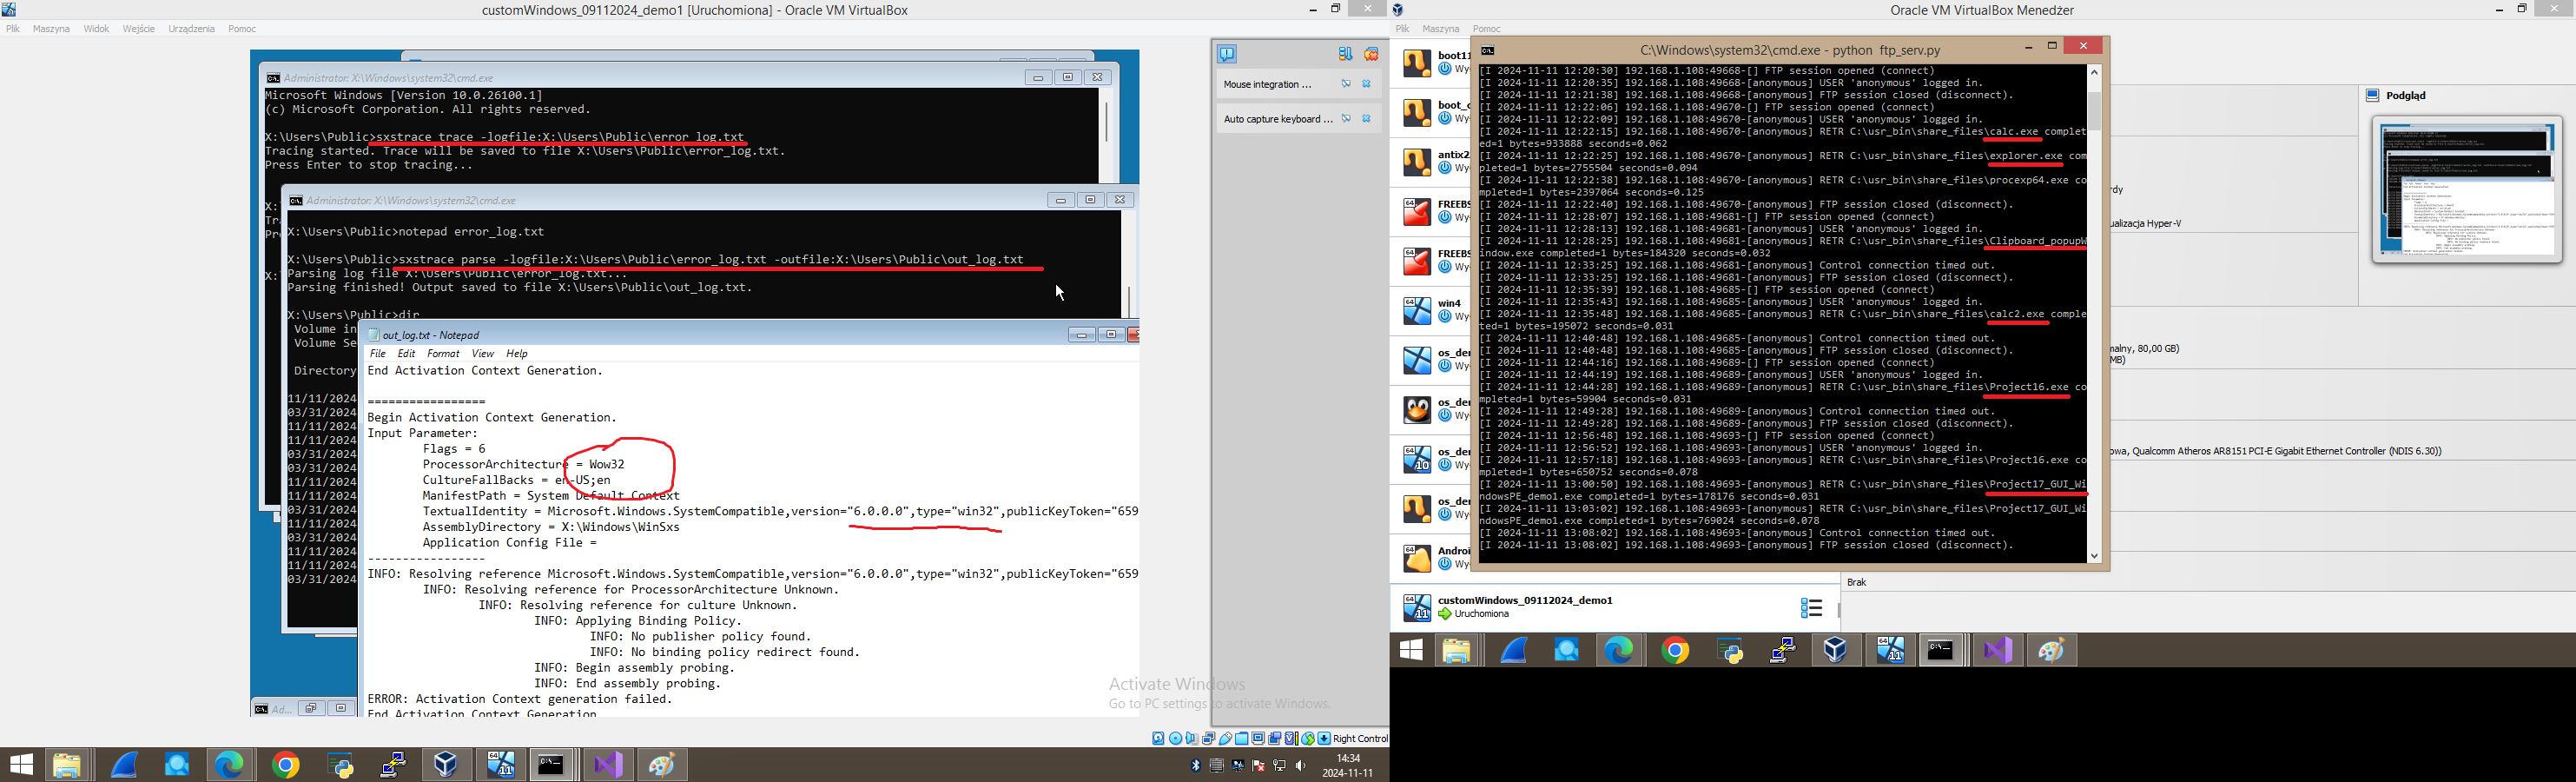 customWindows_09112024_demo1 [Uruchomiona] - Oracle VM VirtualBox
Plik Maszyna Widok Wejście Urządzenia Pomoc
Administrator: X:\Windows\system32\cmd.exe
Microsoft Windows [Version 10.0.26100.1]
(c) Microsoft Corporation. All rights reserved.
X:\Users\Public>sxstrace trace -logfile:X:\Users\Public\error_log.txt
Tracing started. Trace will be saved to file X:\Users\Public\error_log.txt.
Press Enter to stop tracing...
X:
Tra
Pr
X:
Administrator: X:\Windows\system32\cmd.exe
X:\Users\Public>notepad error_log.txt
X:\Users\Public>sxstrace parse -logfile:X:\Users\Public\error_log.txt -outfile:X:\Users\Public\out_log.txt
Parsing log file X:\Users\Public\error_log.txt...
Parsing finished! Output saved to file X:\Users\Public\out_log.txt.
X:\Users\Public>dir
Volume in
Volume Se
Directory
11/11/2024
03/31/2024
11/11/2024
11/11/2024
03/31/2024
03/31/2024
03/31/2024
11/11/2024
03/31/2024
11/11/2024
03/31/2024
11/11/2024
11/11/2024
03/31/2024
out_log.txt - Notepad
File Edit Format View Help
End Activation Context Generation.
=================
Begin Activation Context Generation.
Input Parameter:
Flags = 6
ProcessorArchitecture = Wow32
CultureFallBacks = en-US;en
ManifestPath = System Default Context
TextualIdentity = Microsoft.Windows.SystemCompatible,version="6.0.0.0",type="win32",publicKeyToken="659
AssemblyDirectory = X:\Windows\WinSxs
Application Config File =
-----------------
INFO: Resolving reference Microsoft.Windows.SystemCompatible,version="6.0.0.0",type="win32",publicKeyToken="659
INFO: Resolving reference for ProcessorArchitecture Unknown.
INFO: Resolving reference for culture Unknown.
INFO: Applying Binding Policy.
INFO: No publisher policy found.
INFO: No binding policy redirect found.
INFO: Begin assembly probing.
INFO: End assembly probing.
ERROR: Activation Context generation failed.
End Activation Context Generation
Ad...
Mouse integration ...
Auto capture keyboard ...
Activate Windows
Go to PC settings to activate Windows.
Right Control
14:34
2024-11-11
Oracle VM VirtualBox Menedżer
Plik Maszyna Pomoc
boot11
Wy
boot_c
Wy
antix2
Wy
FREEBS
Wy
FREEBS
Wy
win4
Wy
os_der
Wy
os_der
Wy
os_der
Wy
os_der
Wy
Androi
Wy
customWindows_09112024_demo1
Uruchomiona
C:\Windows\system32\cmd.exe - python ftp_serv.py
[I 2024-11-11 12:20:30] 192.168.1.108:49668-[] FTP session opened (connect)
[I 2024-11-11 12:20:35] 192.168.1.108:49668-[anonymous] USER 'anonymous' logged in.
[I 2024-11-11 12:21:38] 192.168.1.108:49668-[anonymous] FTP session closed (disconnect).
[I 2024-11-11 12:22:06] 192.168.1.108:49670-[] FTP session opened (connect)
[I 2024-11-11 12:22:09] 192.168.1.108:49670-[anonymous] USER 'anonymous' logged in.
[I 2024-11-11 12:22:15] 192.168.1.108:49670-[anonymous] RETR C:\usr_bin\share_files\calc.exe complet
ed=1 bytes=933888 seconds=0.062
[I 2024-11-11 12:22:25] 192.168.1.108:49670-[anonymous] RETR C:\usr_bin\share_files\explorer.exe com
pleted=1 bytes=2755504 seconds=0.094
[I 2024-11-11 12:22:38] 192.168.1.108:49670-[anonymous] RETR C:\usr_bin\share_files\procexp64.exe co
mpleted=1 bytes=2397064 seconds=0.125
[I 2024-11-11 12:22:40] 192.168.1.108:49670-[anonymous] FTP session closed (disconnect).
[I 2024-11-11 12:28:07] 192.168.1.108:49681-[] FTP session opened (connect)
[I 2024-11-11 12:28:13] 192.168.1.108:49681-[anonymous] USER 'anonymous' logged in.
[I 2024-11-11 12:28:25] 192.168.1.108:49681-[anonymous] RETR C:\usr_bin\share_files\Clipboard_popupW
indow.exe completed=1 bytes=184320 seconds=0.032
[I 2024-11-11 12:33:25] 192.168.1.108:49681-[anonymous] Control connection timed out.
[I 2024-11-11 12:33:25] 192.168.1.108:49681-[anonymous] FTP session closed (disconnect).
[I 2024-11-11 12:35:39] 192.168.1.108:49685-[] FTP session opened (connect)
[I 2024-11-11 12:35:43] 192.168.1.108:49685-[anonymous] USER 'anonymous' logged in.
[I 2024-11-11 12:35:48] 192.168.1.108:49685-[anonymous] RETR C:\usr_bin\share_files\calc2.exe comple
ted=1 bytes=195072 seconds=0.031
[I 2024-11-11 12:40:48] 192.168.1.108:49685-[anonymous] Control connection timed out.
[I 2024-11-11 12:40:48] 192.168.1.108:49685-[anonymous] FTP session closed (disconnect).
[I 2024-11-11 12:44:16] 192.168.1.108:49689-[] FTP session opened (connect)
[I 2024-11-11 12:44:19] 192.168.1.108:49689-[anonymous] USER 'anonymous' logged in.
[I 2024-11-11 12:44:28] 192.168.1.108:49689-[anonymous] RETR C:\usr_bin\share_files\Project16.exe co
mpleted=1 bytes=59904 seconds=0.031
[I 2024-11-11 12:49:28] 192.168.1.108:49689-[anonymous] Control connection timed out.
[I 2024-11-11 12:49:28] 192.168.1.108:49689-[anonymous] FTP session closed (disconnect).
[I 2024-11-11 12:56:48] 192.168.1.108:49693-[] FTP session opened (connect)
[I 2024-11-11 12:56:52] 192.168.1.108:49693-[anonymous] USER 'anonymous' logged in.
[I 2024-11-11 12:57:18] 192.168.1.108:49693-[anonymous] RETR C:\usr_bin\share_files\Project16.exe co
mpleted=1 bytes=650752 seconds=0.078
[I 2024-11-11 13:00:50] 192.168.1.108:49693-[anonymous] RETR C:\usr_bin\share_files\Project17_GUI_Wi
ndowsPE_demo1.exe completed=1 bytes=178176 seconds=0.031
[I 2024-11-11 13:03:02] 192.168.1.108:49693-[anonymous] RETR C:\usr_bin\share_files\Project17_GUI_Wi
ndowsPE_demo1.exe completed=1 bytes=769024 seconds=0.078
[I 2024-11-11 13:08:02] 192.168.1.108:49693-[anonymous] Control connection timed out.
[I 2024-11-11 13:08:02] 192.168.1.108:49693-[anonymous] FTP session closed (disconnect).
Podgląd
rdy
ualizacja Hyper-V
nalny, 80,00 GB)
MB)
owa, Qualcomm Atheros AR8151 PCI-E Gigabit Ethernet Controller (NDIS 6.30))
Brak